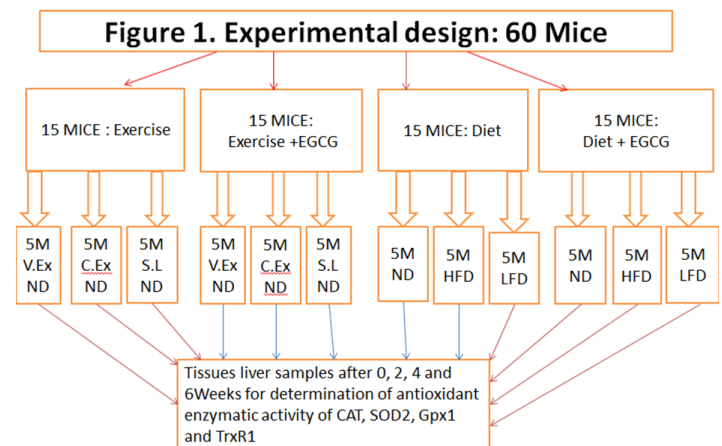 Figure 1. Experimental design: 60 Mice
15 MICE : Exercise
15 MICE:
Exercise +EGCG
15 MICE: Diet
15 MICE:
Diet + EGCG
5M
V.Ex
ND
5M
C.Ex
ND
5M
S.L
ND
5M
V.Ex
ND
5M
C.Ex
ND
5M
S.L
ND
5M
ND
5M
HFD
5M
LFD
5M
ND
5M
HFD
5M
LFD
Tissues liver samples after 0, 2, 4 and
6Weeks for determination of antioxidant
enzymatic activity of CAT, SOD2, Gpx1
and TrxR1